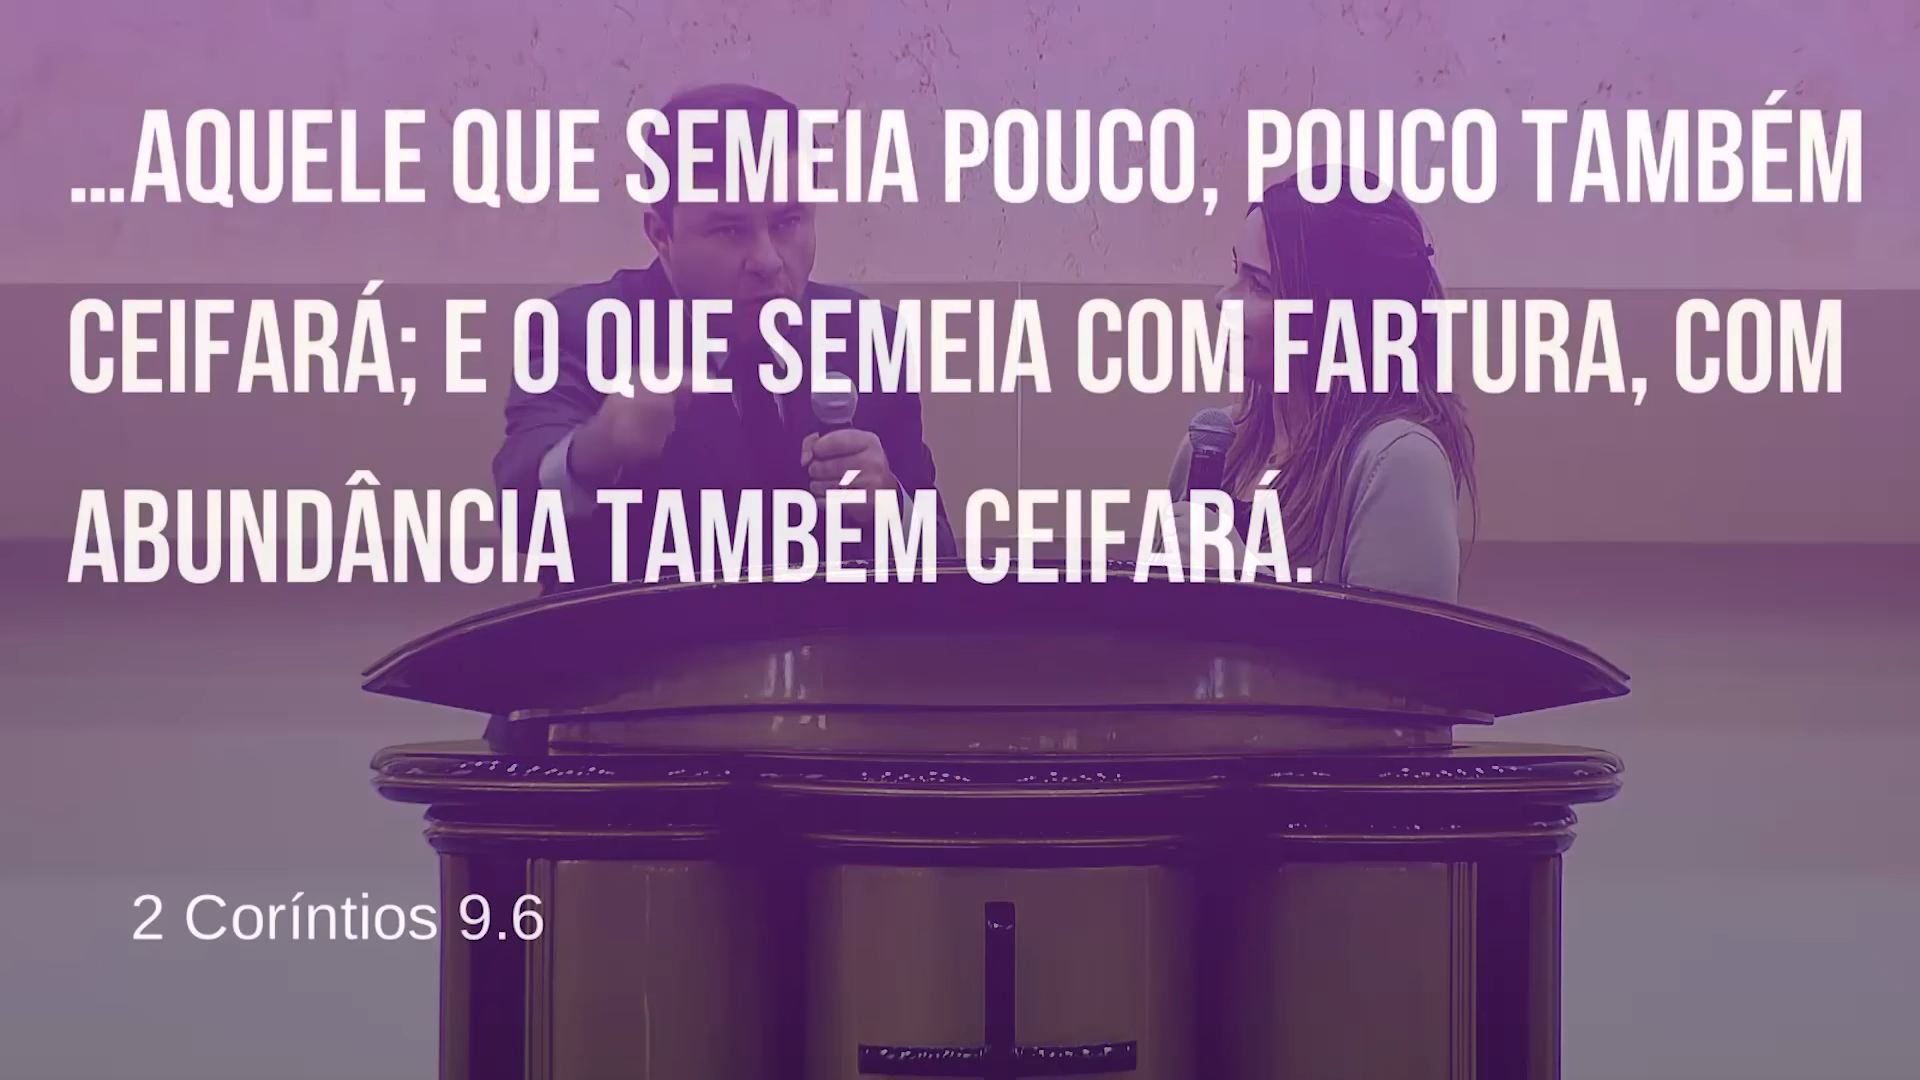 ...AQUELE QUE SEMEIA POUCO, POUCO TAMBÉM
CEIFARÁ; E O QUE SEMEIA COM FARTURA, COM
ABUNDÂNCIA TAMBÉM CEIFARÁ.
2 Coríntios 9.6